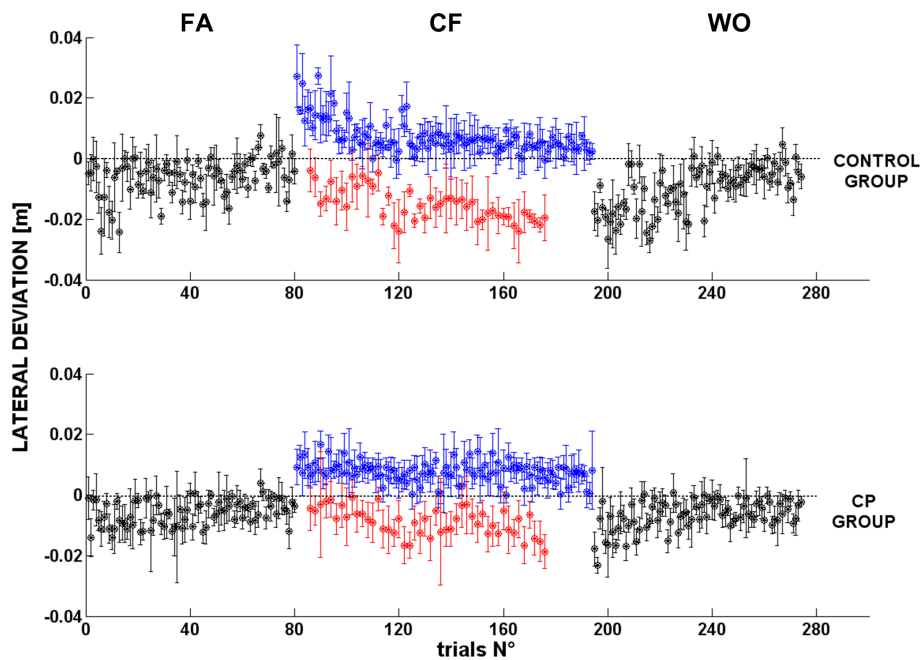 FA CF WO
0.04
0.02
0
-0.02
-0.04
0 40 80 120 160 200 240 280
CONTROL
GROUP
LATERAL DEVIATION [m]
0.04
0.02
0
-0.02
-0.04
0 40 80 120 160 200 240 280
CP
GROUP
trials N°